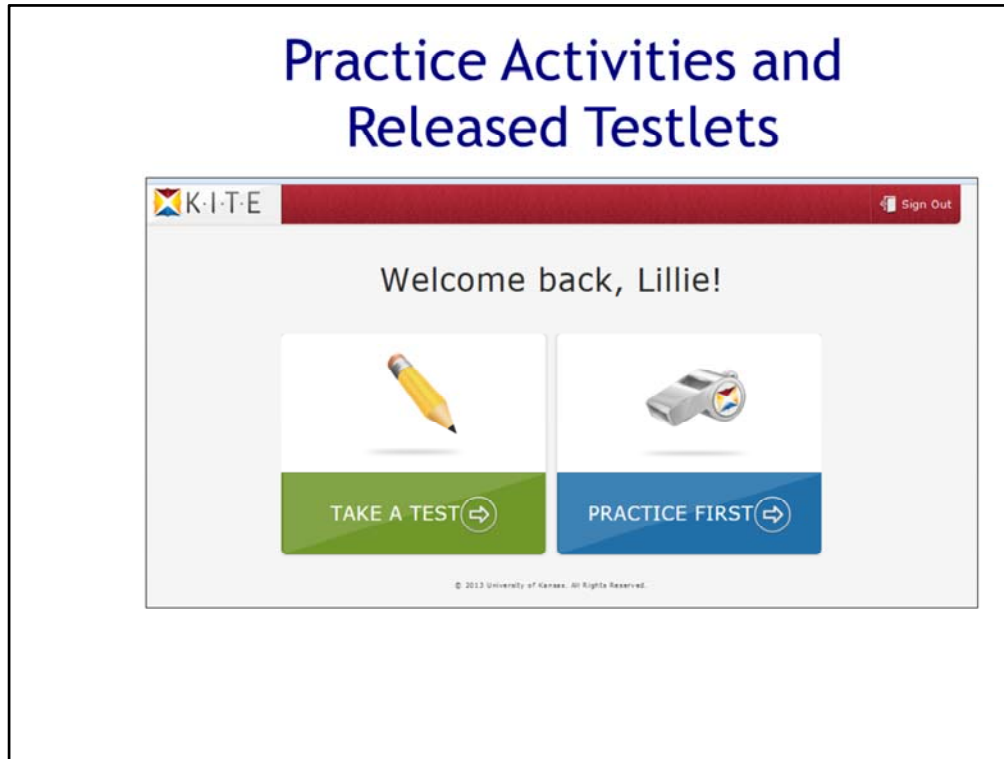 Practice Activities and
Released Testlets
K·I·T·E
Sign Out
Welcome back, Lillie!
TAKE A TEST
PRACTICE FIRST
© 2013 University of Kansas. All Rights Reserved.